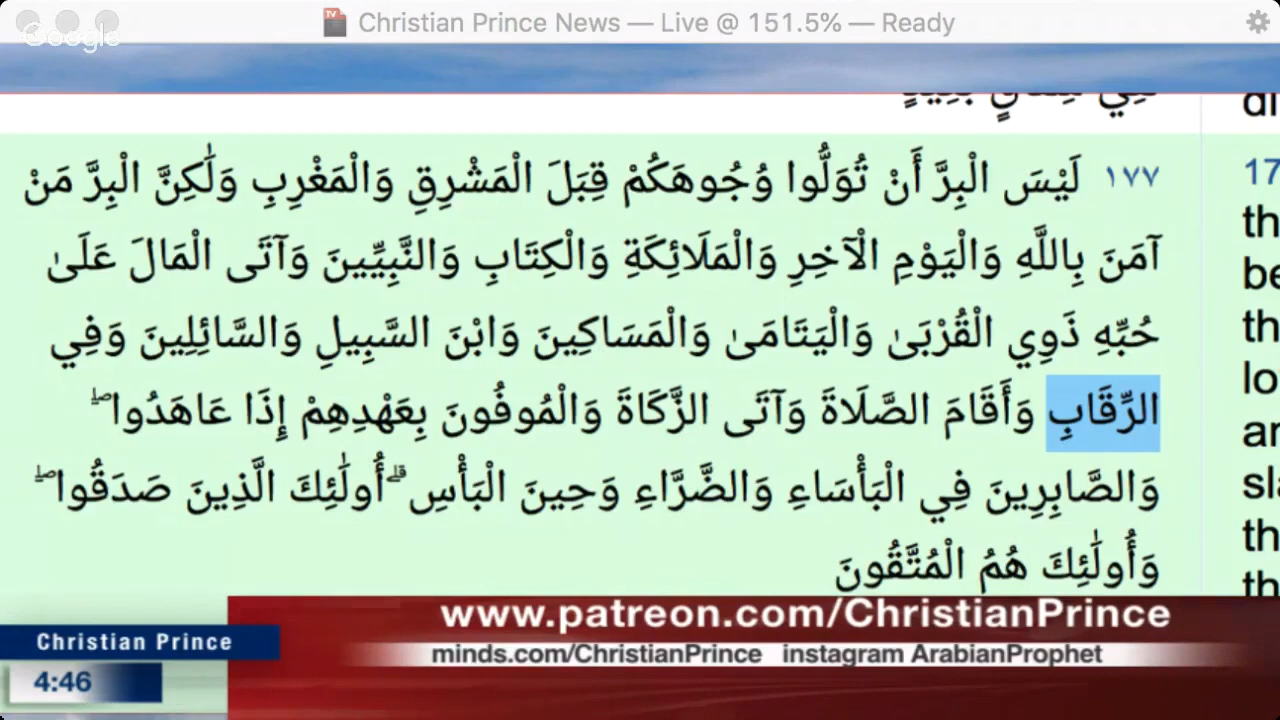 Christian Prince News — Live @ 151.5% — Ready
Google
١٧٧ لَيْسَ الْبِرَّ أَنْ تُوَلُّوا وُجُوهَكُمْ قِبَلَ الْمَشْرِقِ وَالْمَغْرِبِ وَلَٰكِنَّ الْبِرَّ مَنْ
آمَنَ بِاللَّهِ وَالْيَوْمِ الْآخِرِ وَالْمَلَائِكَةِ وَالْكِتَابِ وَالنَّبِيِّينَ وَآتَى الْمَالَ عَلَىٰ
حُبِّهِ ذَوِي الْقُرْبَىٰ وَالْيَتَامَىٰ وَالْمَسَاكِينَ وَابْنَ السَّبِيلِ وَالسَّائِلِينَ وَفِي
الرِّقَابِ وَأَقَامَ الصَّلَاةَ وَآتَى الزَّكَاةَ وَالْمُوفُونَ بِعَهْدِهِمْ إِذَا عَاهَدُوا ۖ
وَالصَّابِرِينَ فِي الْبَأْسَاءِ وَالضَّرَّاءِ وَحِينَ الْبَأْسِ ۗ أُولَٰئِكَ الَّذِينَ صَدَقُوا ۖ
وَأُولَٰئِكَ هُمُ الْمُتَّقُونَ
17
th
be
th
lo
an
sla
th
th
www.patreon.com/ChristianPrince
minds.com/ChristianPrince instagram ArabianProphet
Christian Prince
4:46